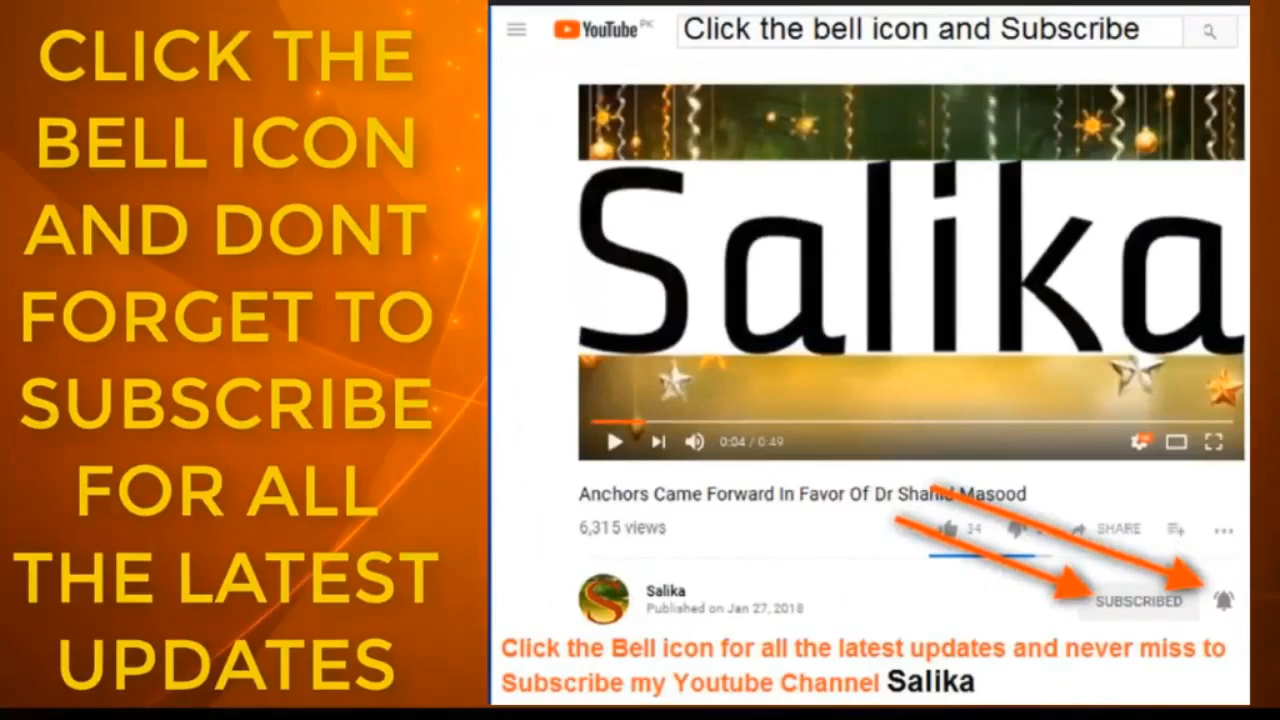 CLICK THE
BELL ICON
AND DONT
FORGET TO
SUBSCRIBE
FOR ALL
THE LATEST
UPDATES
YouTube PK
Click the bell icon and Subscribe
Salika
0:04 / 0:49
Anchors Came Forward In Favor Of Dr Shahid Masood
6,315 views
34
SHARE
Salika
Published on Jan 27, 2018
SUBSCRIBED
Click the Bell icon for all the latest updates and never miss to
Subscribe my Youtube Channel Salika